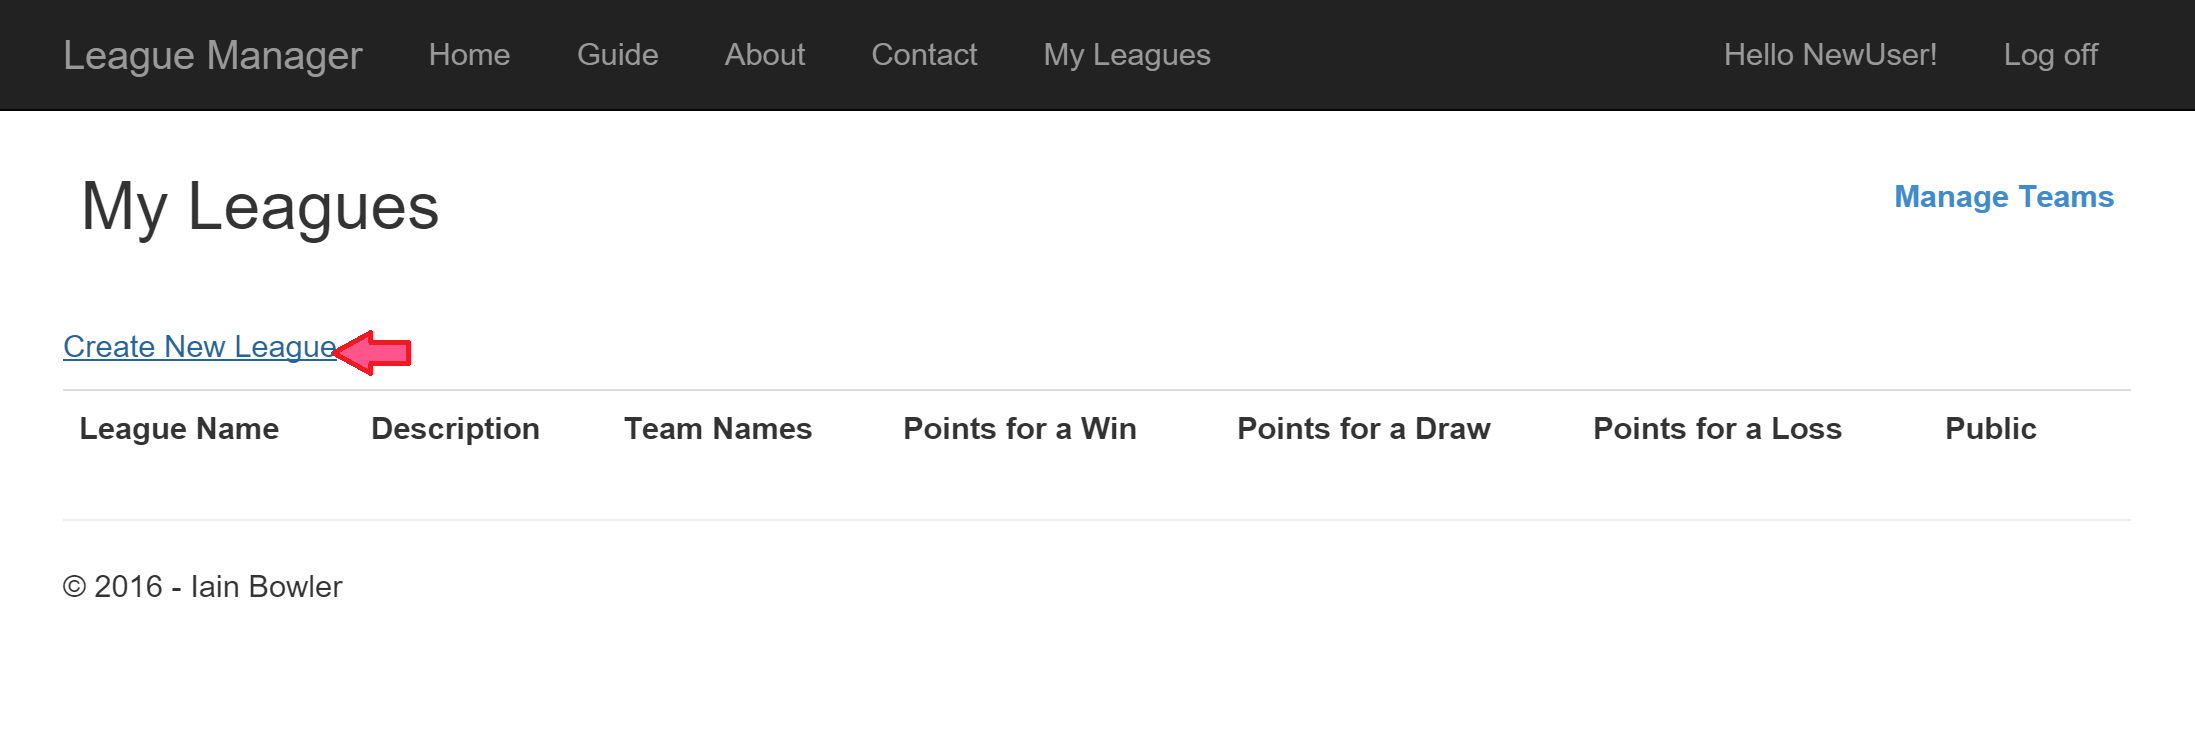 League Manager Home Guide About Contact My Leagues Hello NewUser! Log off
My Leagues Manage Teams
Create New League
League Name Description Team Names Points for a Win Points for a Draw Points for a Loss Public
© 2016 - Iain Bowler